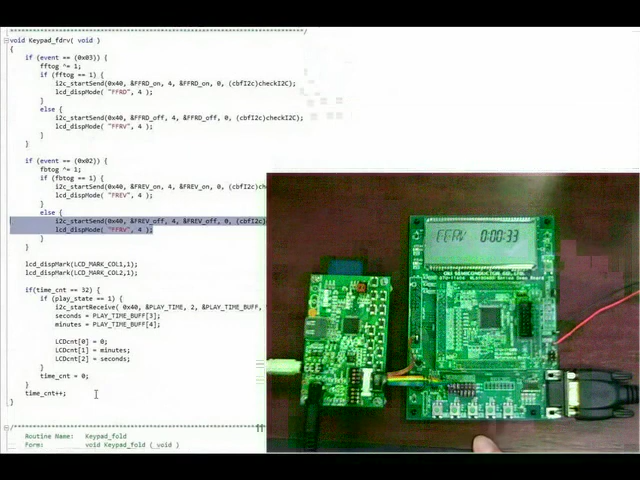 void Keypad_fdrv( void )
{
if (event == (0x03)) {
fftog ^= 1;
if (fftog == 1) {
i2c_startSend(0x40, &FFRD_on, 4, &FFRD_on, 0, (cbfI2c)checkI2C);
lcd_dispMode( "FFRD", 4 );
}
else {
i2c_startSend(0x40, &FFRD_off, 4, &FFRD_off, 0, (cbfI2c)checkI2C);
lcd_dispMode( "FFRV", 4 );
}
}
if (event == (0x02)) {
fbtog ^= 1;
if (fbtog == 1) {
i2c_startSend(0x40, &FREV_on, 4, &FREV_on, 0, (cbfI2c)
lcd_dispMode( "FREV", 4 );
}
else {
i2c_startSend(0x40, &FREV_off, 4, &FREV_off, 0, (cbfI2c)
lcd_dispMode( "FFRV", 4 );
}
}
lcd_dispMark(LCD_MARK_COL1,1);
lcd_dispMark(LCD_MARK_COL2,1);
if(time_cnt == 32) {
if (play_state == 1) {
i2c_startReceive( 0x40, &PLAY_TIME, 2, &PLAY_TIME_BUFF,
seconds = PLAY_TIME_BUFF[3];
minutes = PLAY_TIME_BUFF[4];
LCDcnt[0] = 0;
LCDcnt[1] = minutes;
LCDcnt[2] = seconds;
}
time_cnt = 0;
}
time_cnt++;
}
Routine Name: Keypad_fold
Form: void Keypad_fold ( void )
FFRV 0:00:33
OKI SEMICONDUCTOR CO.,LTD.